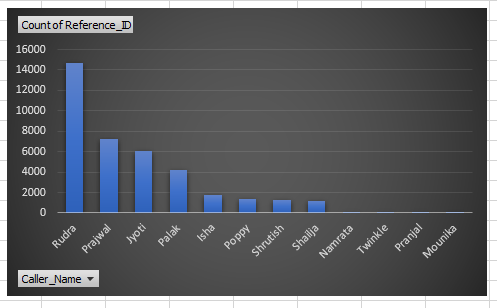 Count of Reference_ID
16000
14000
12000
10000
8000
6000
4000
2000
0
Rudra
Prajwal
Jyoti
Palak
Isha
Poppy
Shrutish
Shailja
Namrata
Twinkle
Pranjal
Mounika
Caller_Name